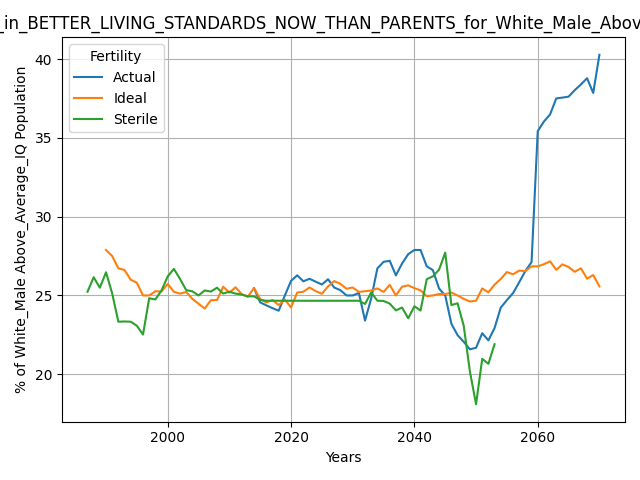 _in_BETTER_LIVING_STANDARDS_NOW_THAN_PARENTS_for_White_Male_Abov
Fertility
Actual
Ideal
Sterile
% of White_Male Above_Average_IQ Population
40
35
30
25
20
2000
2020
2040
2060
Years